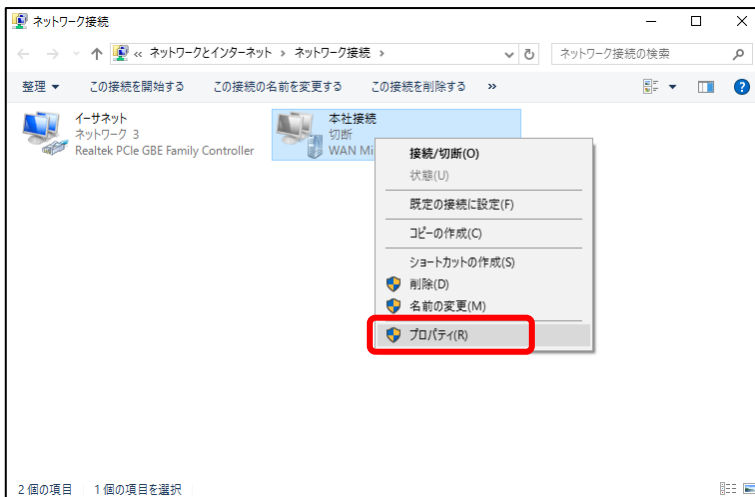 ネットワーク接続
« ネットワークとインターネット › ネットワーク接続 ›
ネットワーク接続の検索
整理 この接続を開始する この接続の名前を変更する この接続を削除する »
イーサネット
ネットワーク 3
Realtek PCIe GBE Family Controller
本社接続
切断
WAN Mi
接続/切断(O)
状態(U)
既定の接続に設定(F)
コピーの作成(C)
ショートカットの作成(S)
削除(D)
名前の変更(M)
プロパティ(R)
2 個の項目 1 個の項目を選択